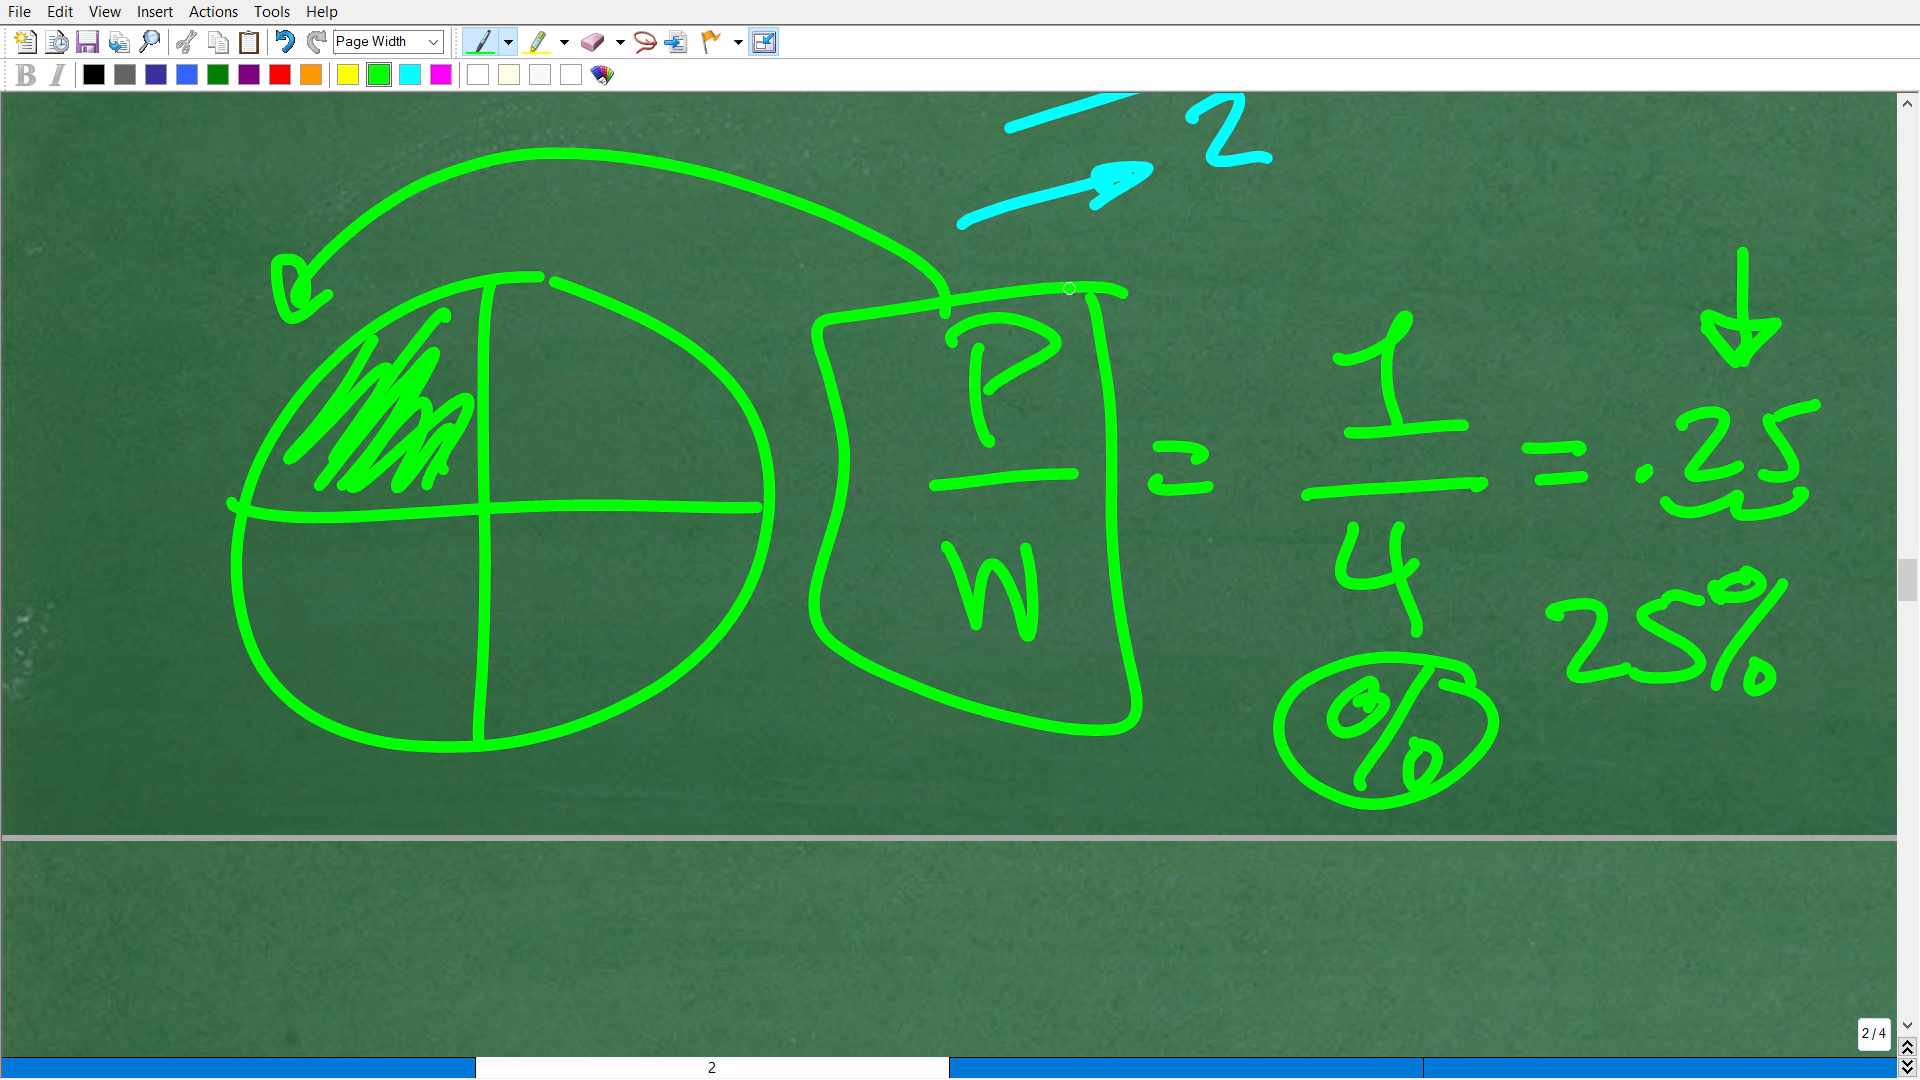 File Edit View Insert Actions Tools Help
Page Width
B I
2
P
W
=
1
4
= .25
25%
%
2 / 4
2